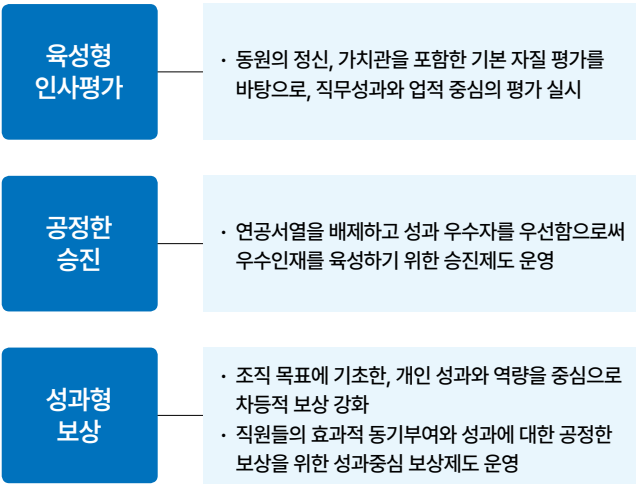 육성형
인사평가
· 동원의 정신, 가치관을 포함한 기본 자질 평가를
바탕으로, 직무성과와 업적 중심의 평가 실시
공정한
승진
· 연공서열을 배제하고 성과 우수자를 우선함으로써
우수인재를 육성하기 위한 승진제도 운영
성과형
보상
· 조직 목표에 기초한, 개인 성과와 역량을 중심으로
차등적 보상 강화
· 직원들의 효과적 동기부여와 성과에 대한 공정한
보상을 위한 성과중심 보상제도 운영